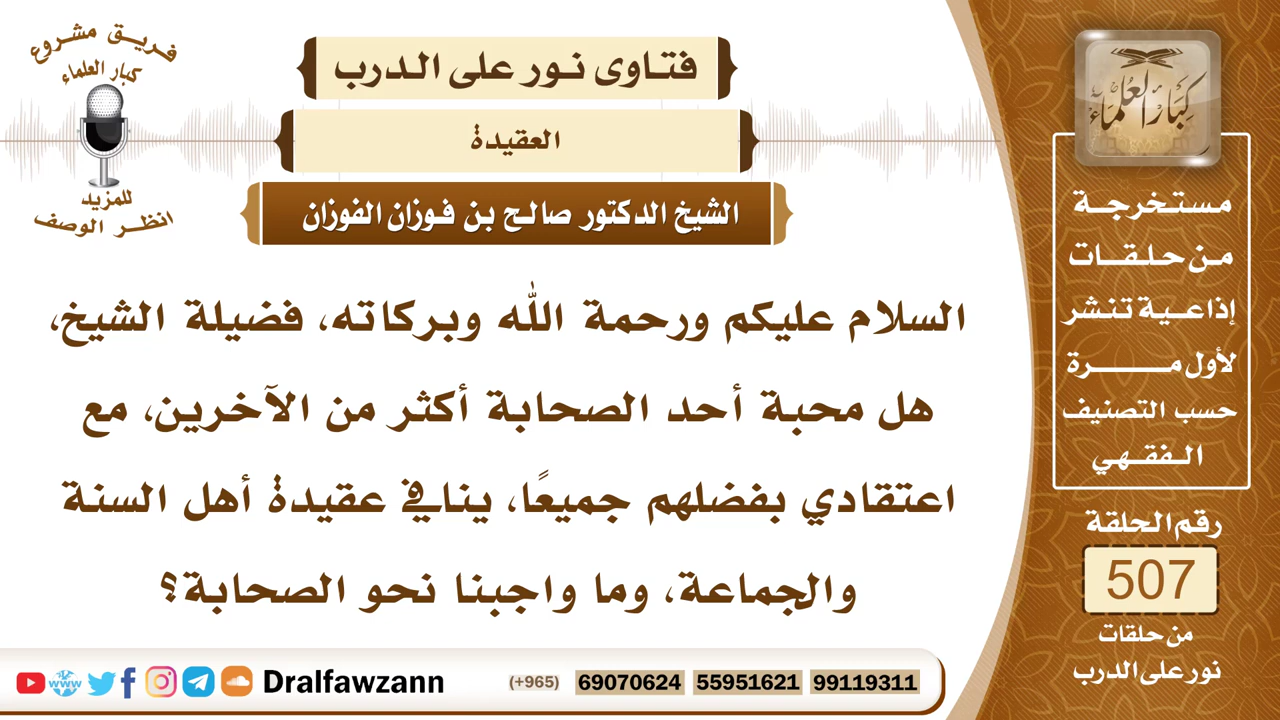 فريق مشروع
كبار العلماء
للمزيد
انظر الوصف
فتاوى نور على الدرب
العقيدة
الشيخ الدكتور صالح بن فوزان الفوزان
السلام عليكم ورحمة الله وبركاته، فضيلة الشيخ،
هل محبة أحد الصحابة أكثر من الآخرين، مع
اعتقادي بفضلهم جميعًا، ينافي عقيدة أهل السنة
والجماعة، وما واجبنا نحو الصحابة؟
كبار العلماء
مستخرجة
من حلقات
إذاعية تنشر
لأول مرة
حسب التصنيف
الفقهي
رقم الحلقة
507
من حلقات
نور على الدرب
www
Dralfawzann
(+965) 69070624 55951621 99119311